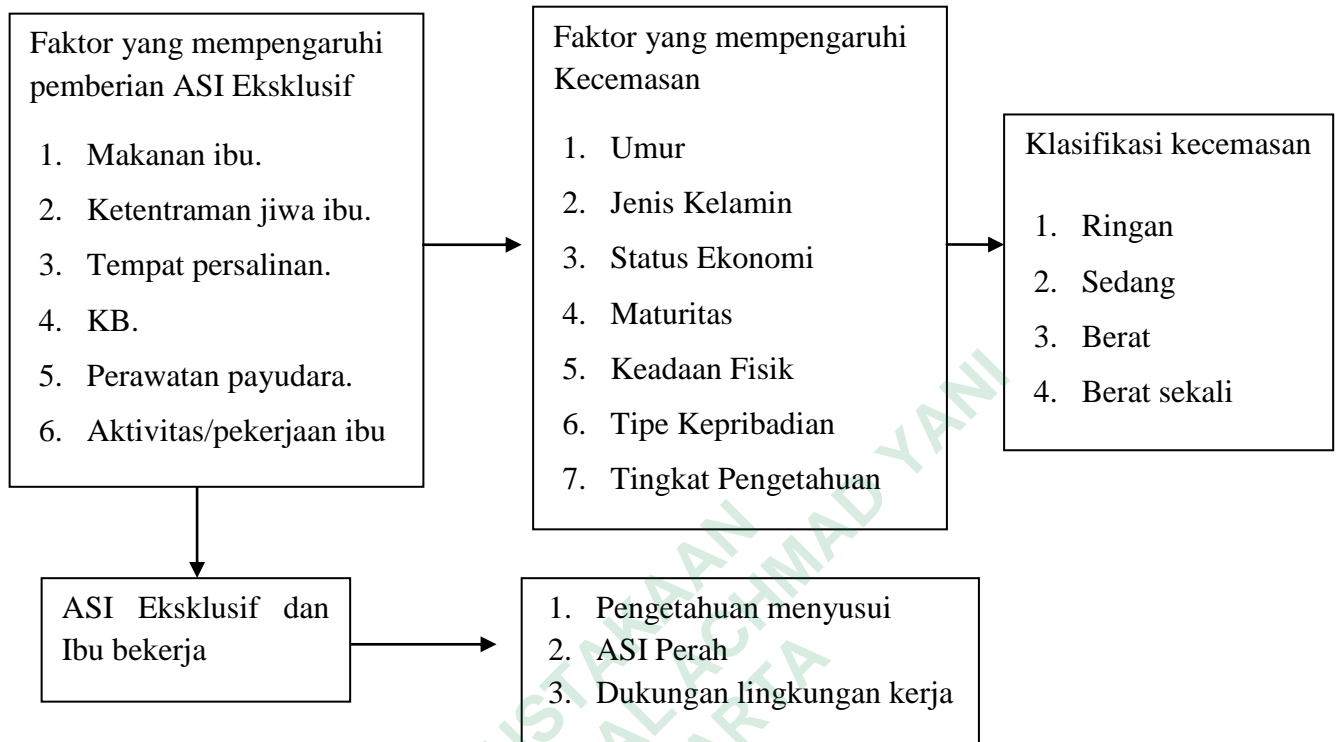 Faktor yang mempengaruhi
pemberian ASI Eksklusif
1. Makanan ibu.
2. Ketentraman jiwa ibu.
3. Tempat persalinan.
4. KB.
5. Perawatan payudara.
6. Aktivitas/pekerjaan ibu
Faktor yang mempengaruhi
Kecemasan
1. Umur
2. Jenis Kelamin
3. Status Ekonomi
4. Maturitas
5. Keadaan Fisik
6. Tipe Kepribadian
7. Tingkat Pengetahuan
Klasifikasi kecemasan
1. Ringan
2. Sedang
3. Berat
4. Berat sekali
ASI Eksklusif dan
Ibu bekerja
1. Pengetahuan menyusui
2. ASI Perah
3. Dukungan lingkungan kerja
ACHMAD YANI